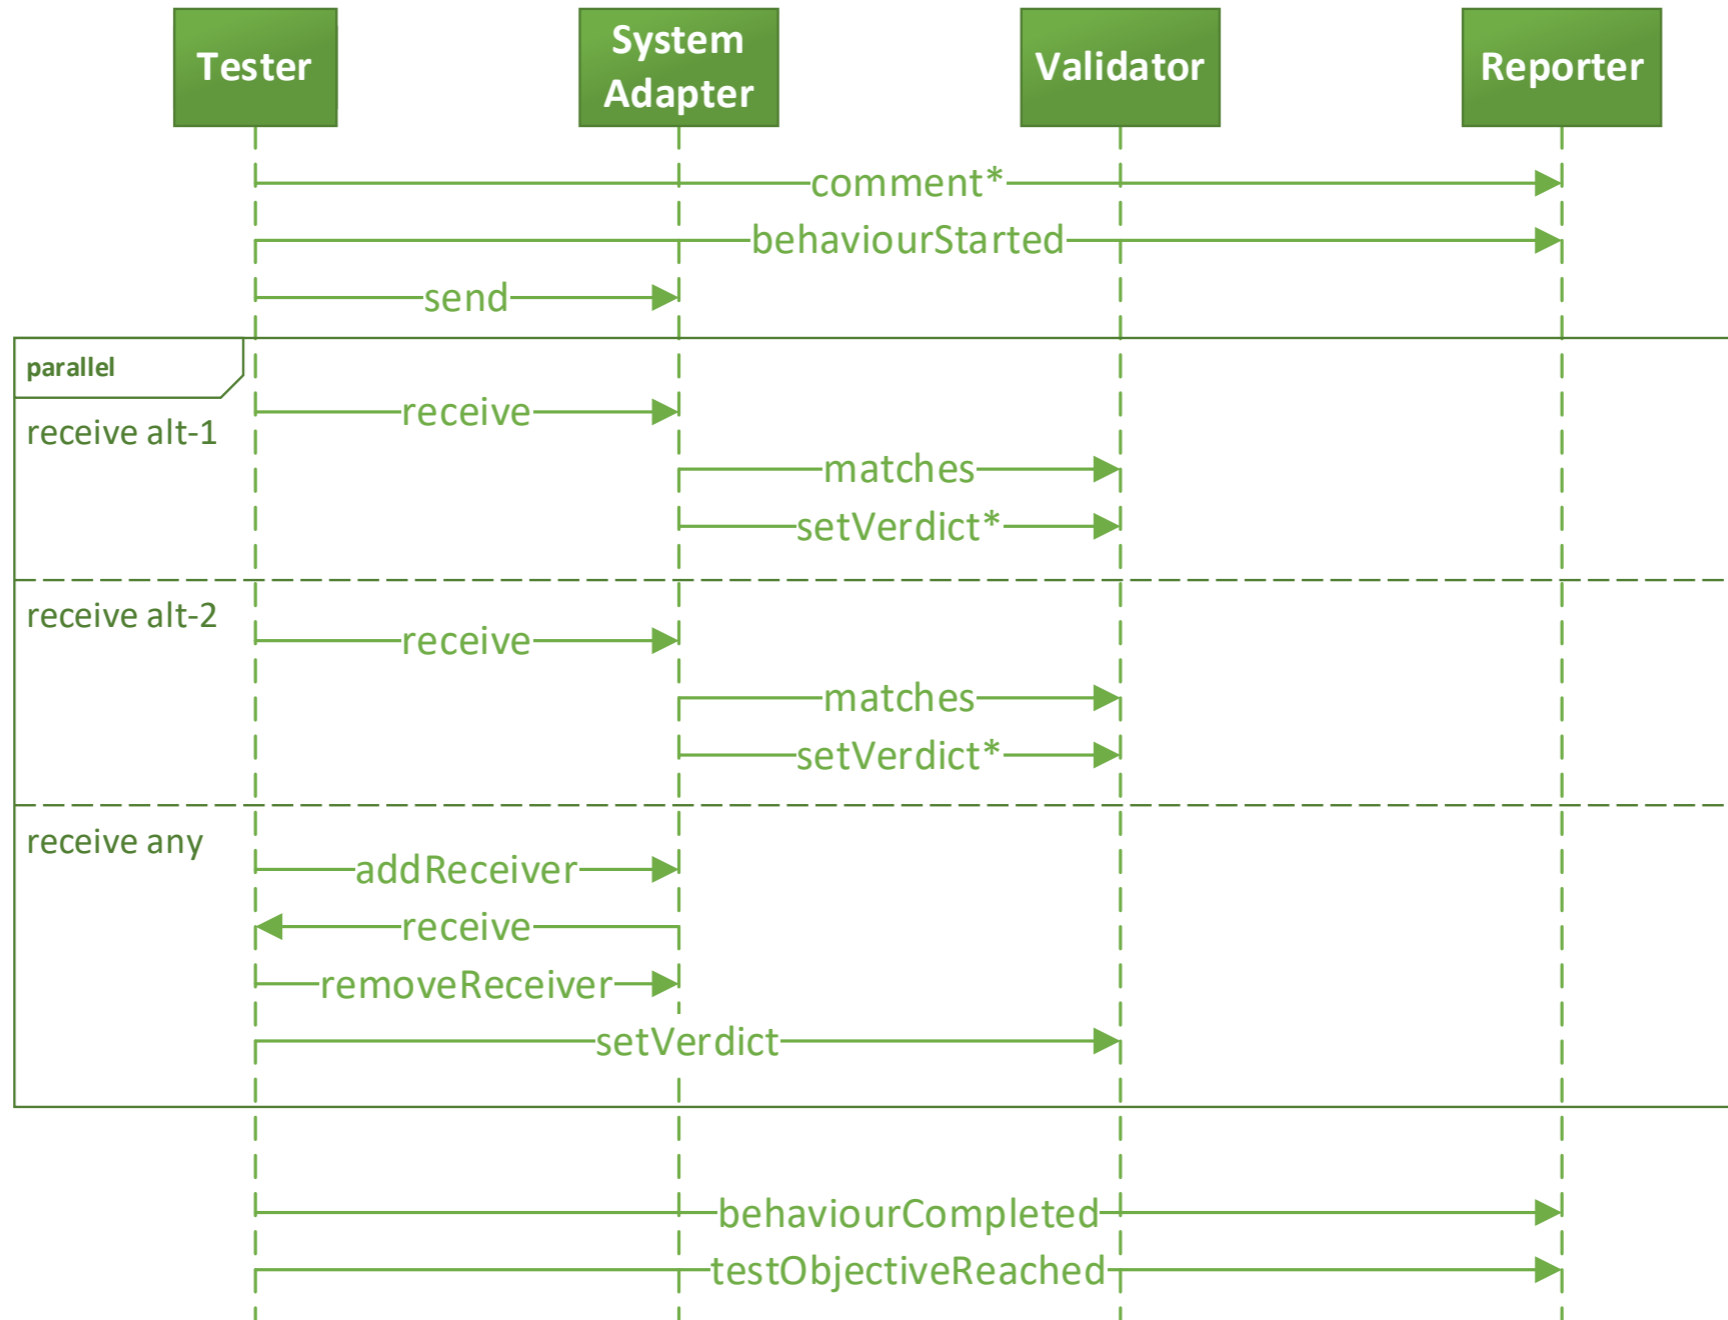 Tester
System
Adapter
Validator
Reporter
comment*
behaviourStarted
send
parallel
receive alt-1
receive
matches
setVerdict*
receive alt-2
receive
matches
setVerdict*
receive any
addReceiver
receive
removeReceiver
setVerdict
behaviourCompleted
testObjectiveReached